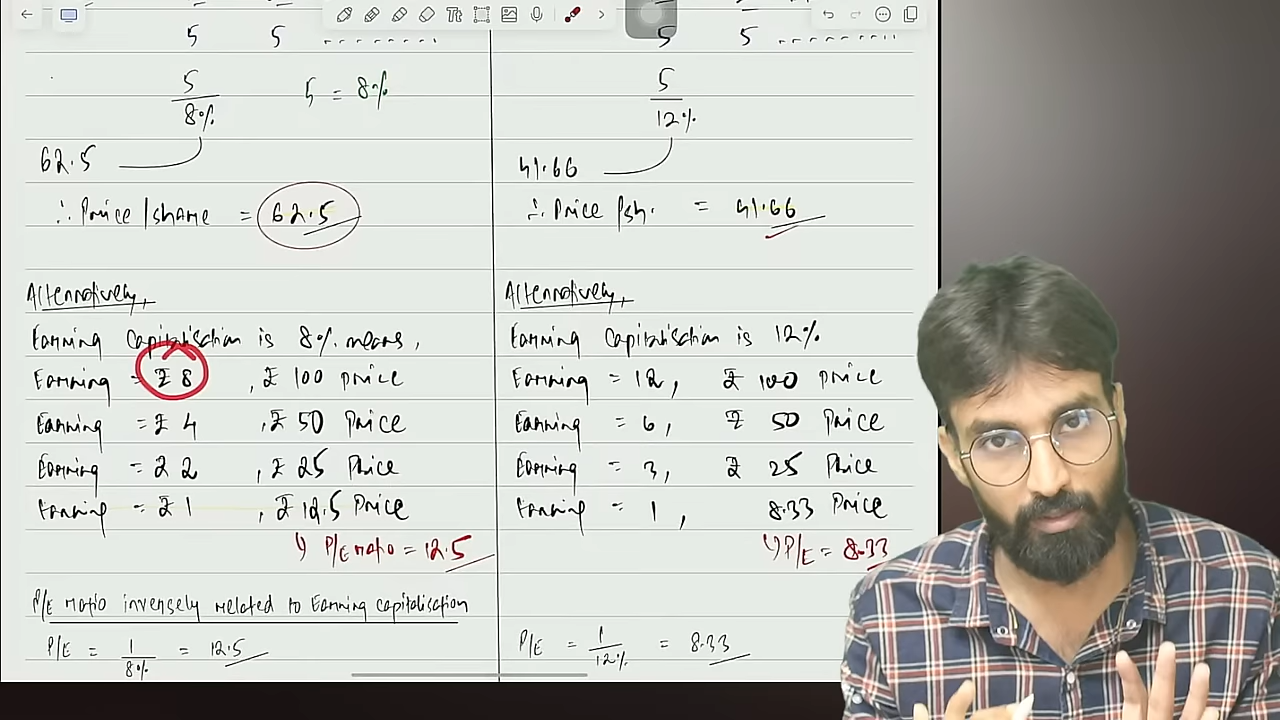 5 5 ........
5
8%
5 = 8%
62.5
∴ Price / share = 62.5
Alternatively,
Earning Capitalisation is 8% means,
Earning = ₹ 8 , ₹ 100 price
Earning = ₹ 4 , ₹ 50 Price
Earning = ₹ 2 , ₹ 25 Price
Earning = ₹ 1 , ₹ 12.5 Price
↳ P/E ratio = 12.5
P/E ratio inversely related to Earning capitalisation
P/E = 1/8% = 12.5
5 5 ........
5
12%
41.66
∴ Price /sh. = 41.66
Alternatively,
Earning Capitalisation is 12%
Earning = 12, ₹ 100 Price
Earning = 6, ₹ 50 Price
Earning = 3, ₹ 25 Price
Earning = 1, 8.33 Price
↳ P/E = 8.33
P/E = 1/12% = 8.33